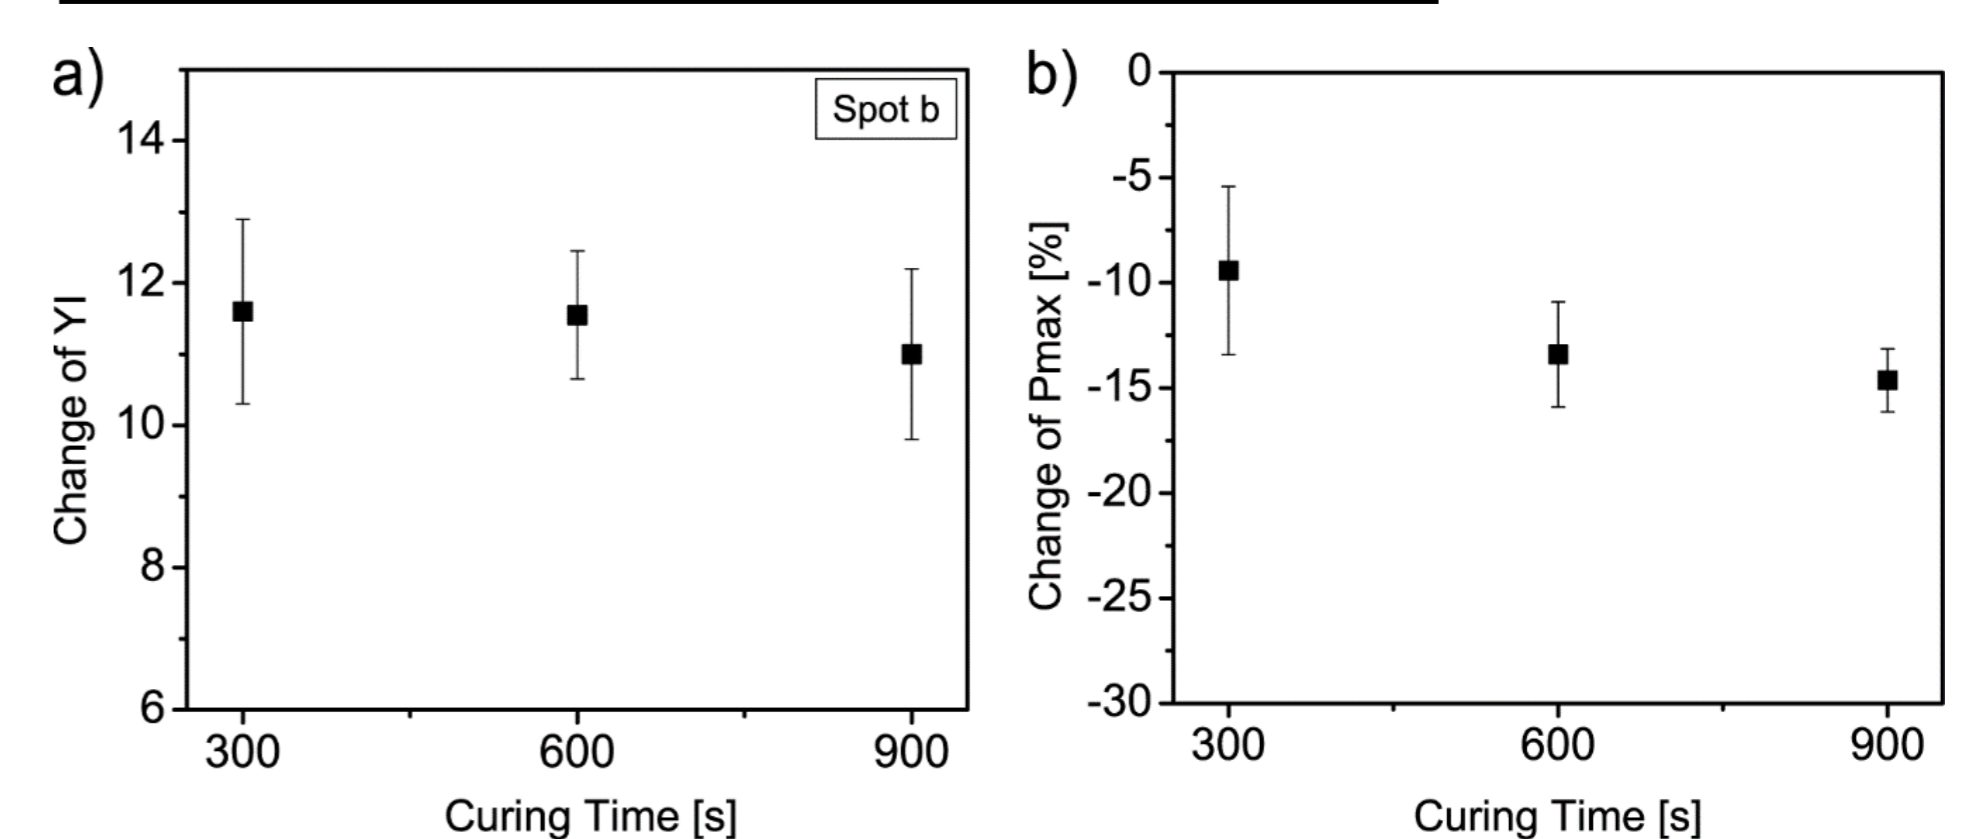 a)
Spot b
14
12
10
8
6
Change of YI
300 600 900
Curing Time [s]
b)
0
-5
-10
-15
-20
-25
-30
Change of Pmax [%]
300 600 900
Curing Time [s]